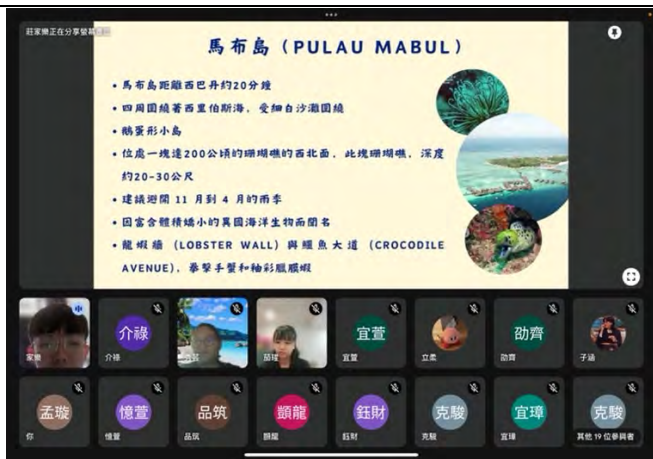 莊家樂正在分享螢幕畫面
馬布島 (PULAU MABUL)
• 馬布島距離西巴丹約20分鐘
• 四周圍繞著西里伯斯海,受細白沙灘圍繞
• 鵝蛋形小島
• 位處一塊達200公頃的珊瑚礁的西北面,此塊珊瑚礁,深度
約20-30公尺
• 建議避開 11 月到 4 月的雨季
• 因富含體積嬌小的異國海洋生物而聞名
• 龍蝦牆 (LOBSTER WALL) 與鱷魚大道 (CROCODILE
AVENUE),拳擊手蟹和釉彩臘膜蝦
介祿 宜萱 劭齊
家樂 介祿 茹瑄 宜萱 立柔 劭齊 子涵
孟璇 憶萱 品筑 顗龍 鈺財 克駿 宜璋 克駿
你 憶萱 品筑 顗龍 鈺財 克駿 宜璋 其他 19 位參與者